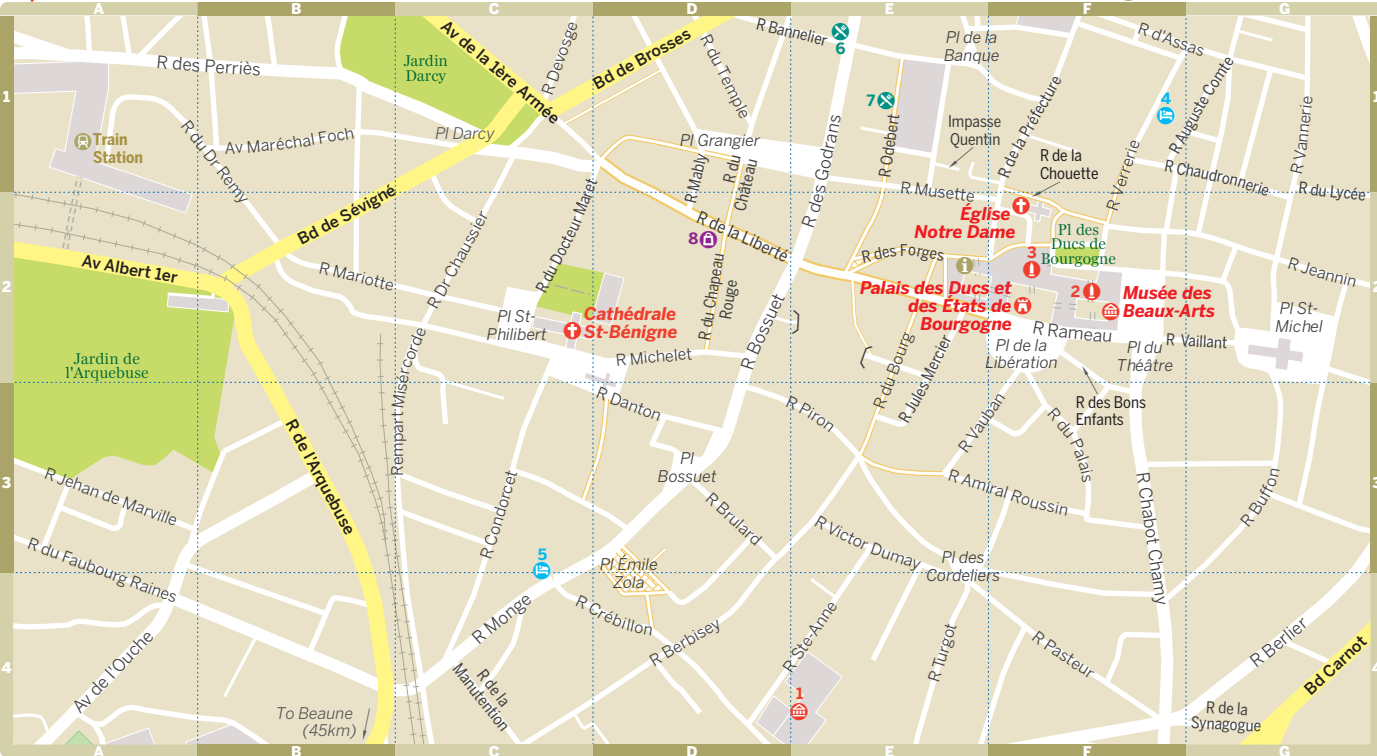 A
B
C
D
E
F
G
R Bannelier
6
Pl de la
Banque
R d'Assas
Av de la 1ère Armée
R Devosge
Bd de Brosses
R du Temple
R des Perriès
Jardin
Darcy
1
1
7
4
R Odebert
Impasse
Quentin
R de la Préfecture
R Auguste Comte
R Vannerie
Train
Station
R du Dr Remy
Av Maréchal Foch
Pl Darcy
Pl Grangier
R des Godrans
R de la
Chouette
R Verrerie
R Chaudronnerie
R du Lycée
R Mably
R du
Château
R Musette
Bd de Sévigné
R du Docteur Maret
R de la Liberté
8
Église
Notre Dame
R des Forges
Pl des
Ducs de
Bourgogne
3
R Jeannin
Av Albert 1er
R Mariotte
R Dr Chaussier
2
2
R du Chapeau
Rouge
Palais des Ducs et
des États de
Bourgogne
2
Musée des
Beaux-Arts
Pl St-
Philibert
Cathédrale
St-Bénigne
R Bossuet
R Rameau
Pl de la
Libération
Pl du
Théâtre
R Vaillant
Pl St-
Michel
Jardin de
l'Arquebuse
Rempart Miséricorde
R Michelet
R du Bourg
R Jules Mercier
R des Bons
Enfants
R Danton
R Piron
R Vauban
R du Palais
R de l'Arquebuse
Pl
Bossuet
3
3
R Jehan de Marville
R Condorcet
R Brulard
R Amiral Roussin
R Chabot Charny
R Buffon
R Victor Dumay
Pl des
Cordeliers
R du Faubourg Raines
5
Pl Émile
Zola
R Monge
R Crébillon
R Berbisey
R Ste-Anne
R Turgot
R Pasteur
R Berlier
Bd Carnot
4
4
Av de l'Ouche
R de la
Manutention
To Beaune
(45km)
1
R de la
Synagogue
A
B
C
D
E
F
G